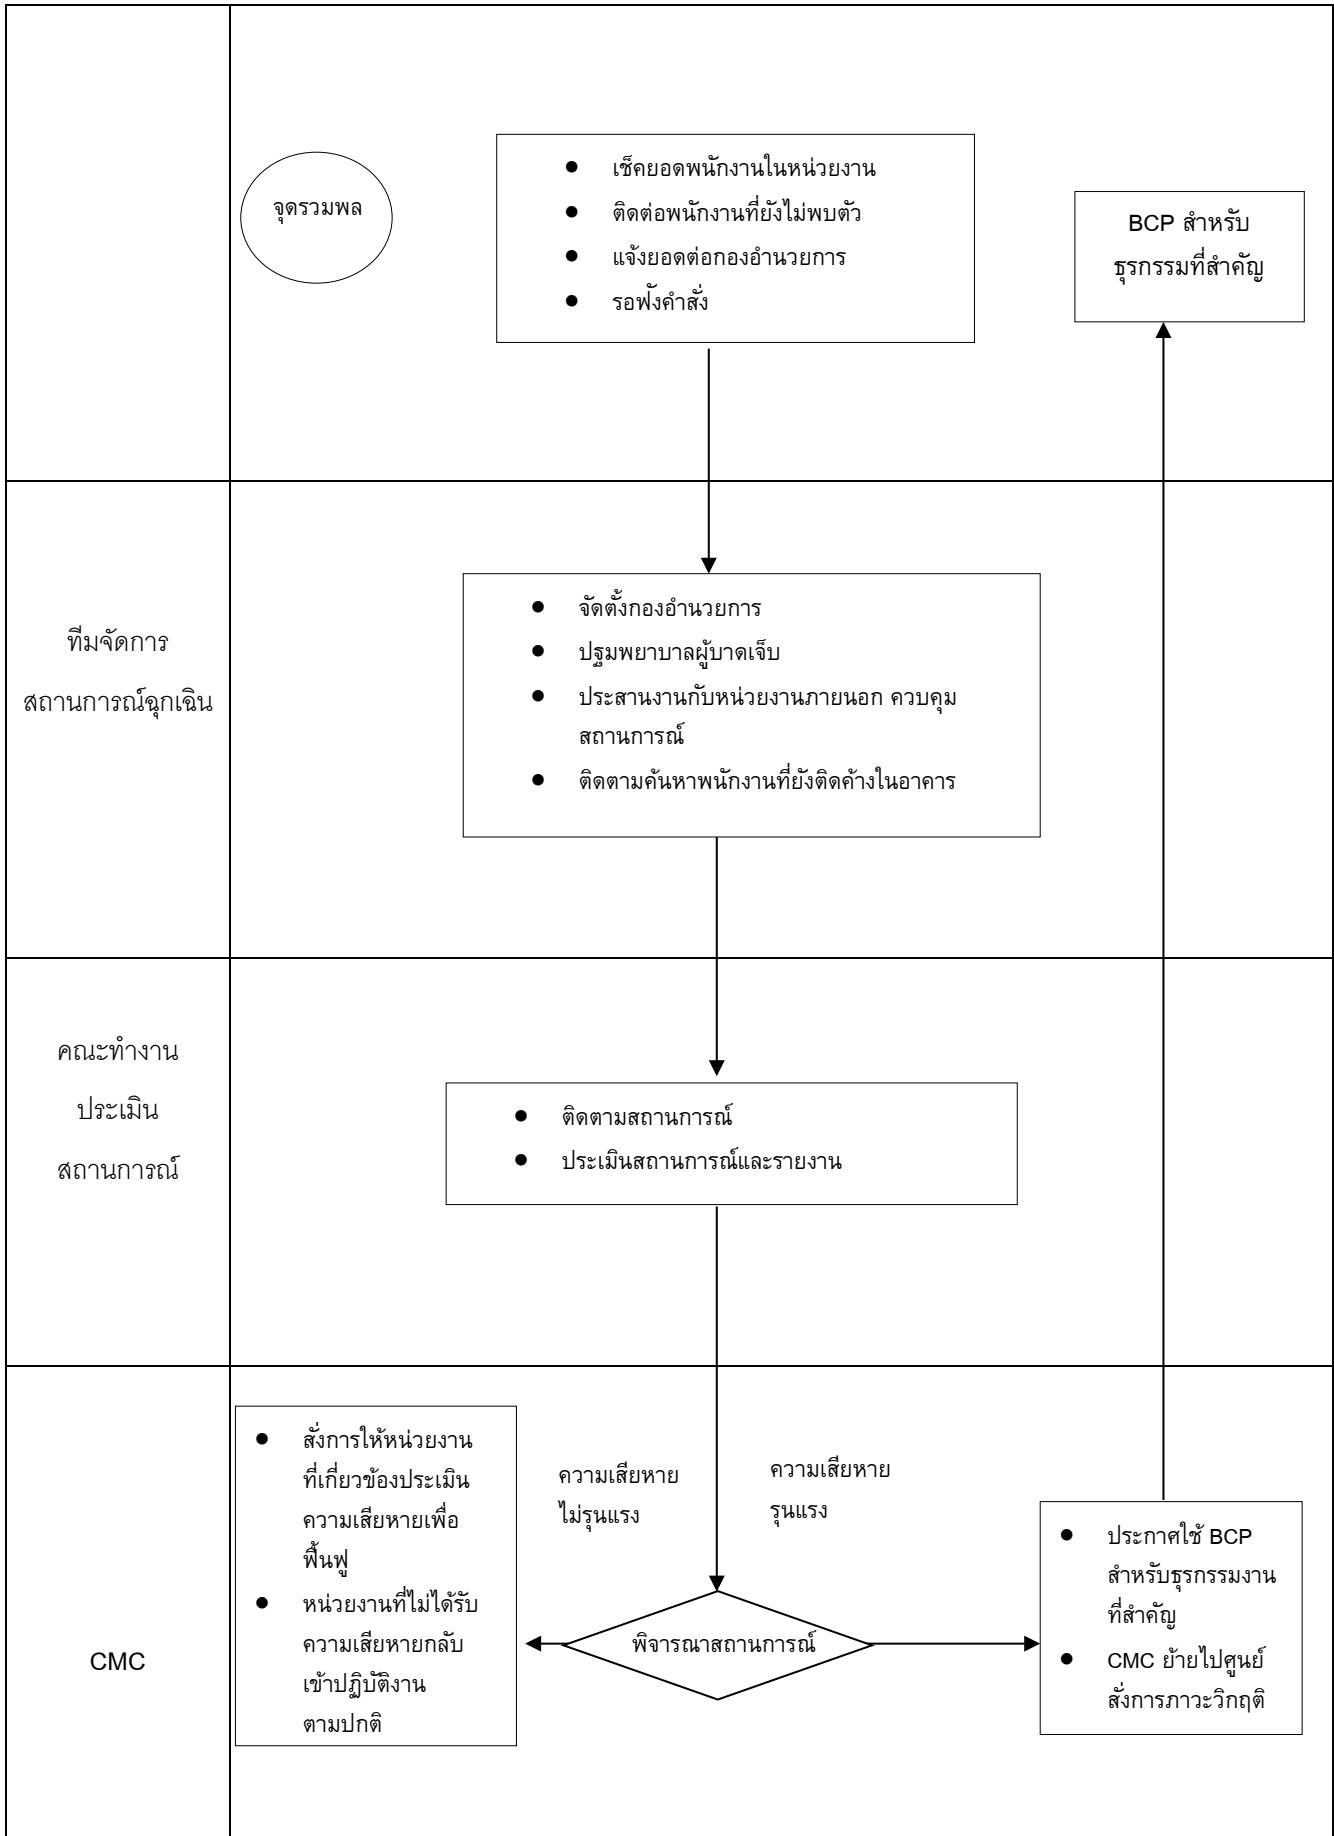 จุดรวมพล
● เช็คยอดพนักงานในหน่วยงาน
● ติดต่อพนักงานที่ยังไม่พบตัว
● แจ้งยอดต่อกองอำนวยการ
● รอฟังคำสั่ง
BCP สำหรับ
ธุรกรรมที่สำคัญ
ทีมจัดการ
สถานการณ์ฉุกเฉิน
● จัดตั้งกองอำนวยการ
● ปฐมพยาบาลผู้บาดเจ็บ
● ประสานงานกับหน่วยงานภายนอก ควบคุม
สถานการณ์
● ติดตามค้นหาพนักงานที่ยังติดค้างในอาคาร
คณะทำงาน
ประเมิน
สถานการณ์
● ติดตามสถานการณ์
● ประเมินสถานการณ์และรายงาน
CMC
● สั่งการให้หน่วยงาน
ที่เกี่ยวข้องประเมิน
ความเสียหายเพื่อ
ฟื้นฟู
● หน่วยงานที่ไม่ได้รับ
ความเสียหายกลับ
เข้าปฏิบัติงาน
ตามปกติ
ความเสียหาย
ไม่รุนแรง
ความเสียหาย
รุนแรง
พิจารณาสถานการณ์
● ประกาศใช้ BCP
สำหรับธุรกรรมงาน
ที่สำคัญ
● CMC ย้ายไปศูนย์
สั่งการภาวะวิกฤติ